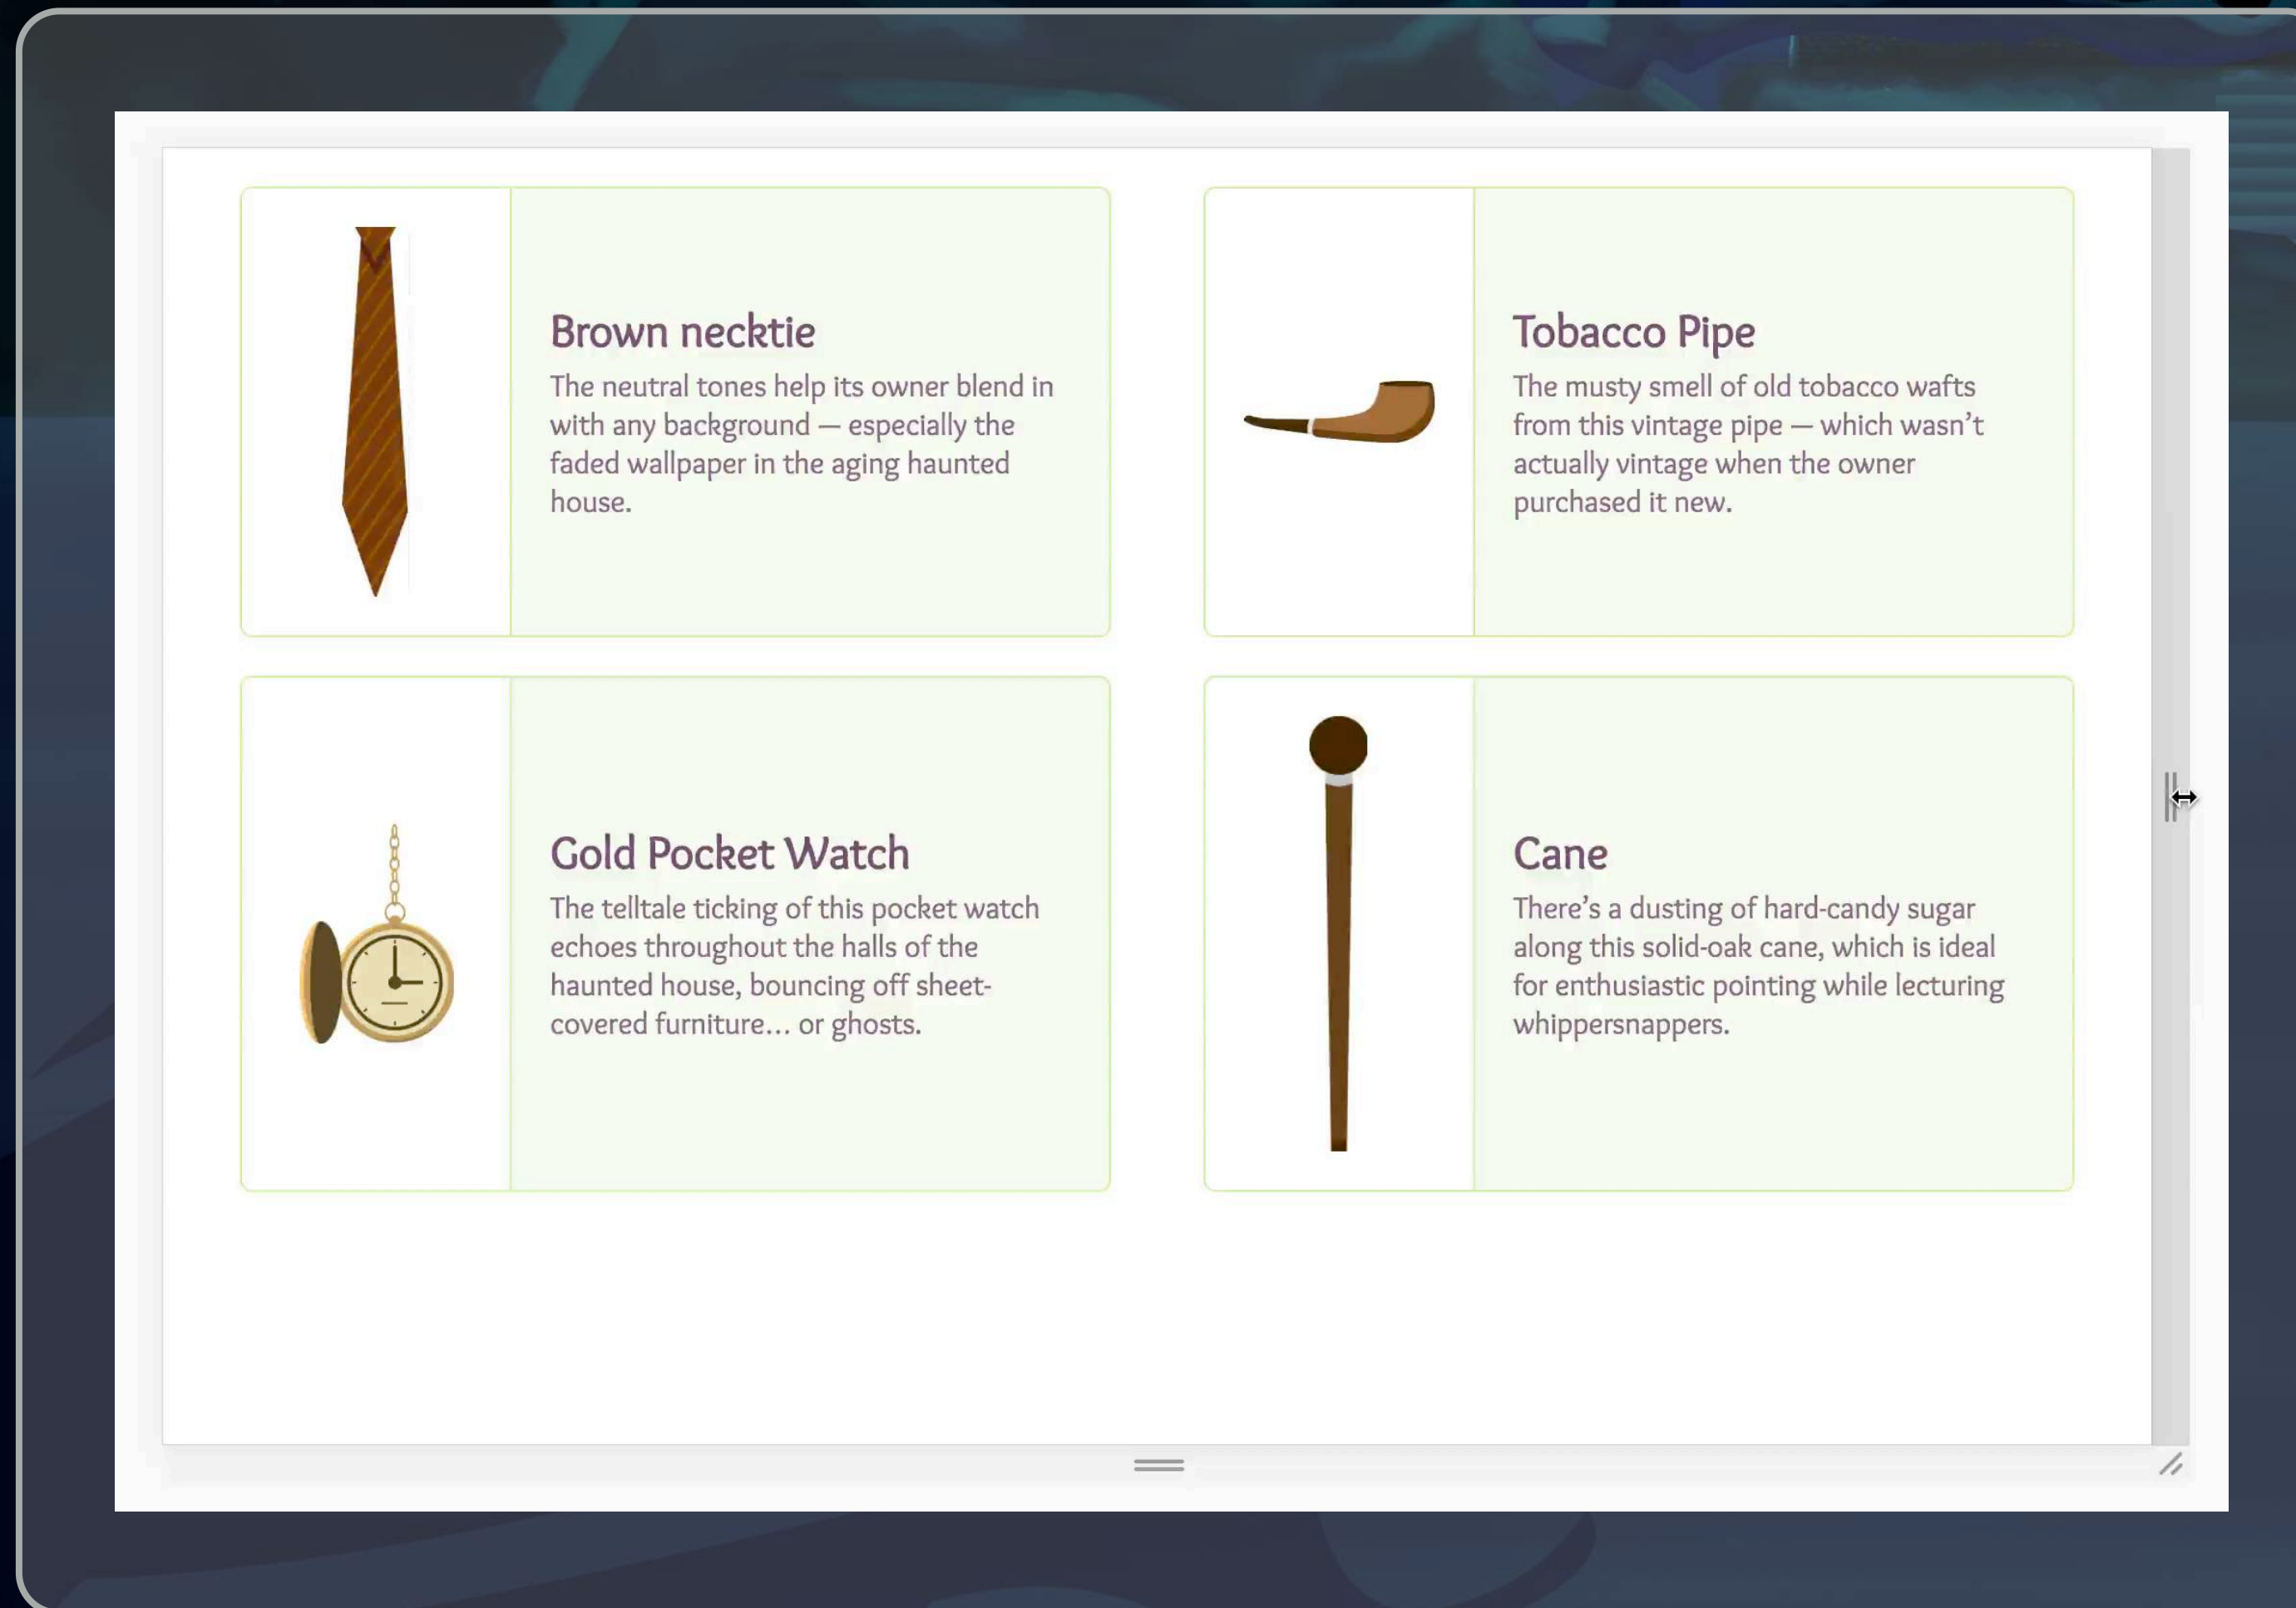 Brown necktie
The neutral tones help its owner blend in
with any background — especially the
faded wallpaper in the aging haunted
house.
Tobacco Pipe
The musty smell of old tobacco wafts
from this vintage pipe — which wasn’t
actually vintage when the owner
purchased it new.
Gold Pocket Watch
The telltale ticking of this pocket watch
echoes throughout the halls of the
haunted house, bouncing off sheet-
covered furniture… or ghosts.
Cane
There’s a dusting of hard-candy sugar
along this solid-oak cane, which is ideal
for enthusiastic pointing while lecturing
whippersnappers.